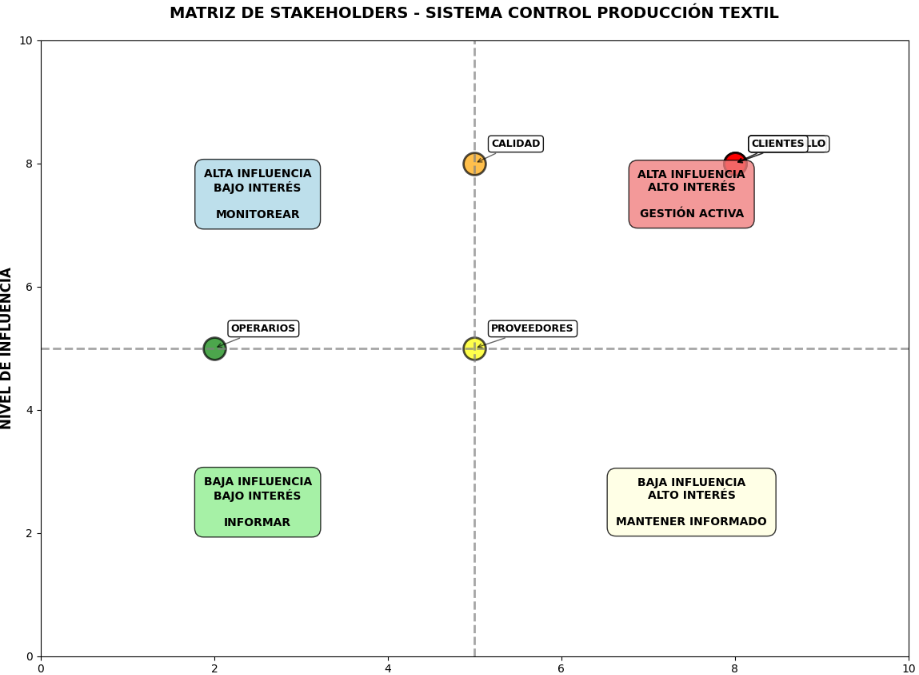 MATRIZ DE STAKEHOLDERS - SISTEMA CONTROL PRODUCCIÓN TEXTIL
NIVEL DE INFLUENCIA
10
8
6
4
2
0
CALIDAD
CLIENTES
ALTA INFLUENCIA
BAJO INTERÉS
MONITOREAR
ALTA INFLUENCIA
ALTO INTERÉS
GESTIÓN ACTIVA
OPERARIOS
PROVEEDORES
BAJA INFLUENCIA
BAJO INTERÉS
INFORMAR
BAJA INFLUENCIA
ALTO INTERÉS
MANTENER INFORMADO
0
2
4
6
8
10